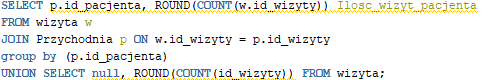 SELECT p.id_pacjenta, ROUND(COUNT(w.id_wizyty)) Ilosc_wizyt_pacjenta
FROM wizyta w
JOIN Przychodnia p ON w.id_wizyty = p.id_wizyty
group by (p.id_pacjenta)
UNION SELECT null, ROUND(COUNT(id_wizyty)) FROM wizyta;